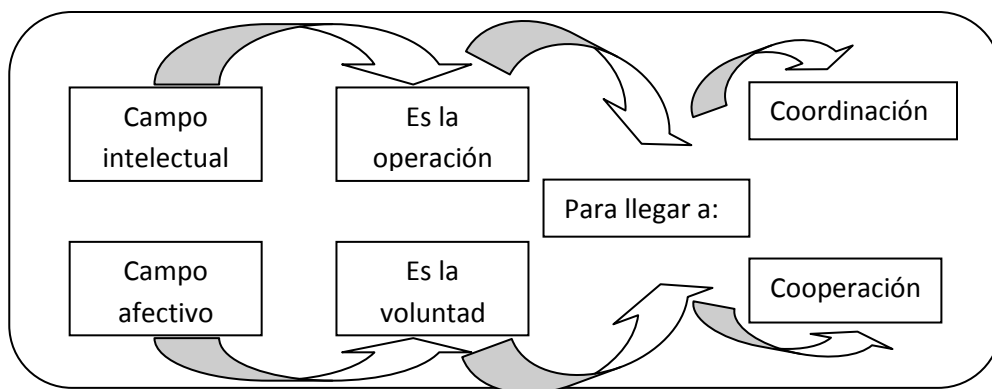 Campo
intelectual
Es la
operación
Para llegar a:
Coordinación
Campo
afectivo
Es la
voluntad
Cooperación